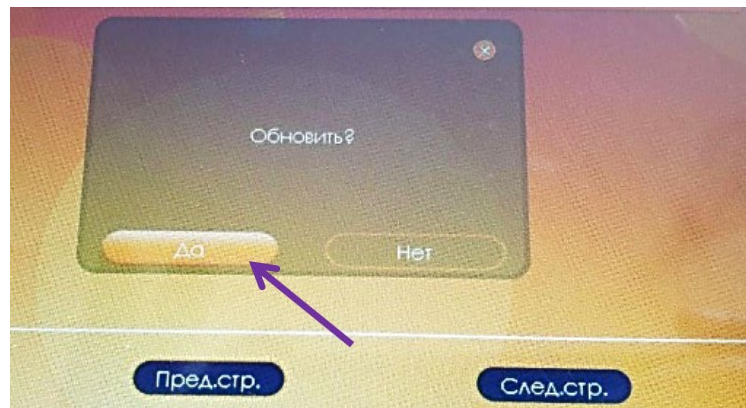 Обновить?
Да
Нет
Пред.стр.
След.стр.